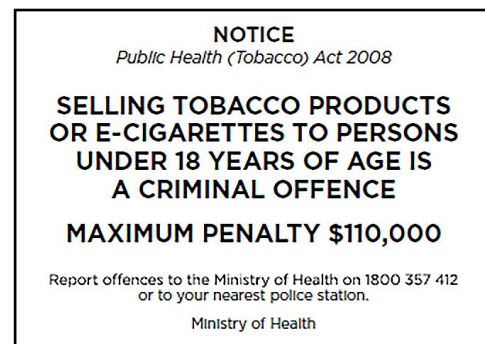 NOTICE
Public Health (Tobacco) Act 2008
SELLING TOBACCO PRODUCTS
OR E-CIGARETTES TO PERSONS
UNDER 18 YEARS OF AGE IS
A CRIMINAL OFFENCE
MAXIMUM PENALTY $110,000
Report offences to the Ministry of Health on 1800 357 412
or to your nearest police station.
Ministry of Health